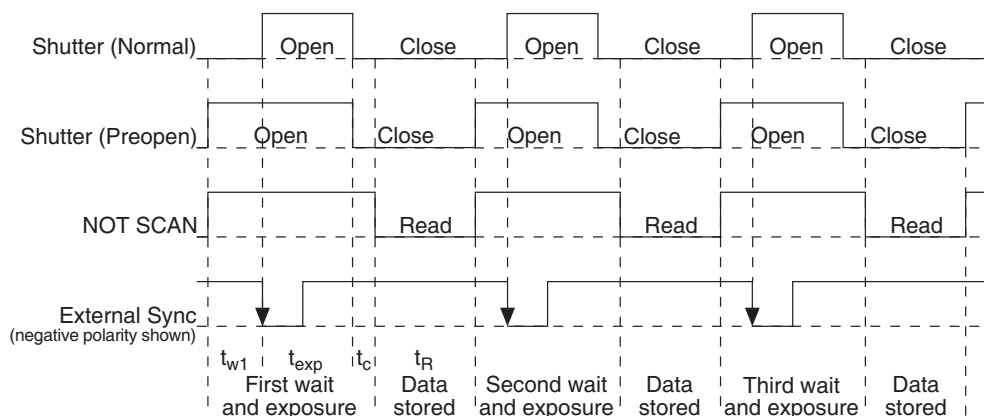 Shutter (Normal) Open Close Open Close Open Close
Shutter (Preopen) Open Close Open Close Open Close
NOT SCAN Read Read Read
External Sync
(negative polarity shown)
tw1 texp tc tR
First wait Data Second wait Data Third wait Data
and exposure stored and exposure stored and exposure stored